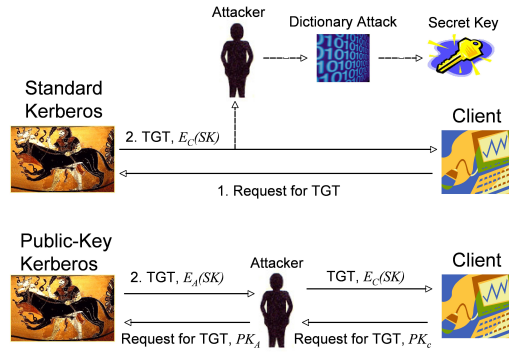 Attacker
Dictionary Attack
Secret Key
Standard
Kerberos
Client
2. TGT, E_C(SK)
1. Request for TGT
Public-Key
Kerberos
Client
2. TGT, E_A(SK)
Attacker
TGT, E_C(SK)
Request for TGT, PK_A
Request for TGT, PK_c